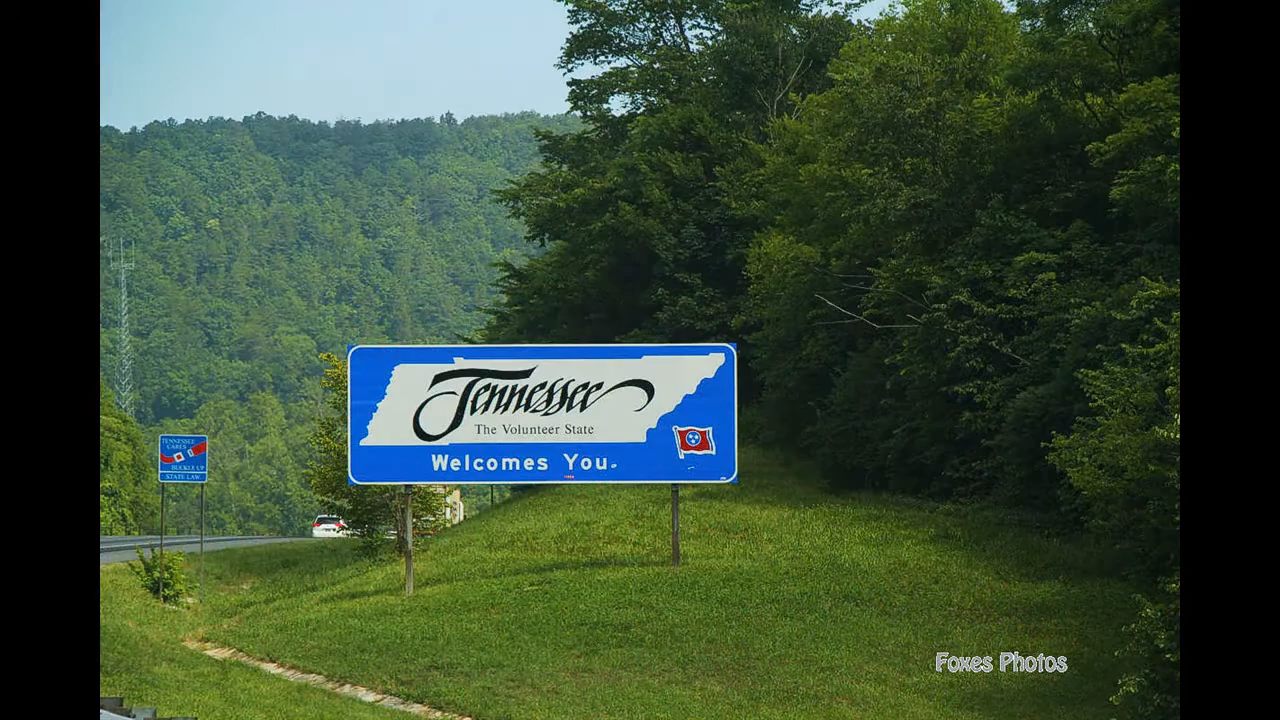 Tennessee
The Volunteer State
Welcomes You.
TENNESSEE
CARES
BUCKLE UP
STATE LAW
Foxes Photos